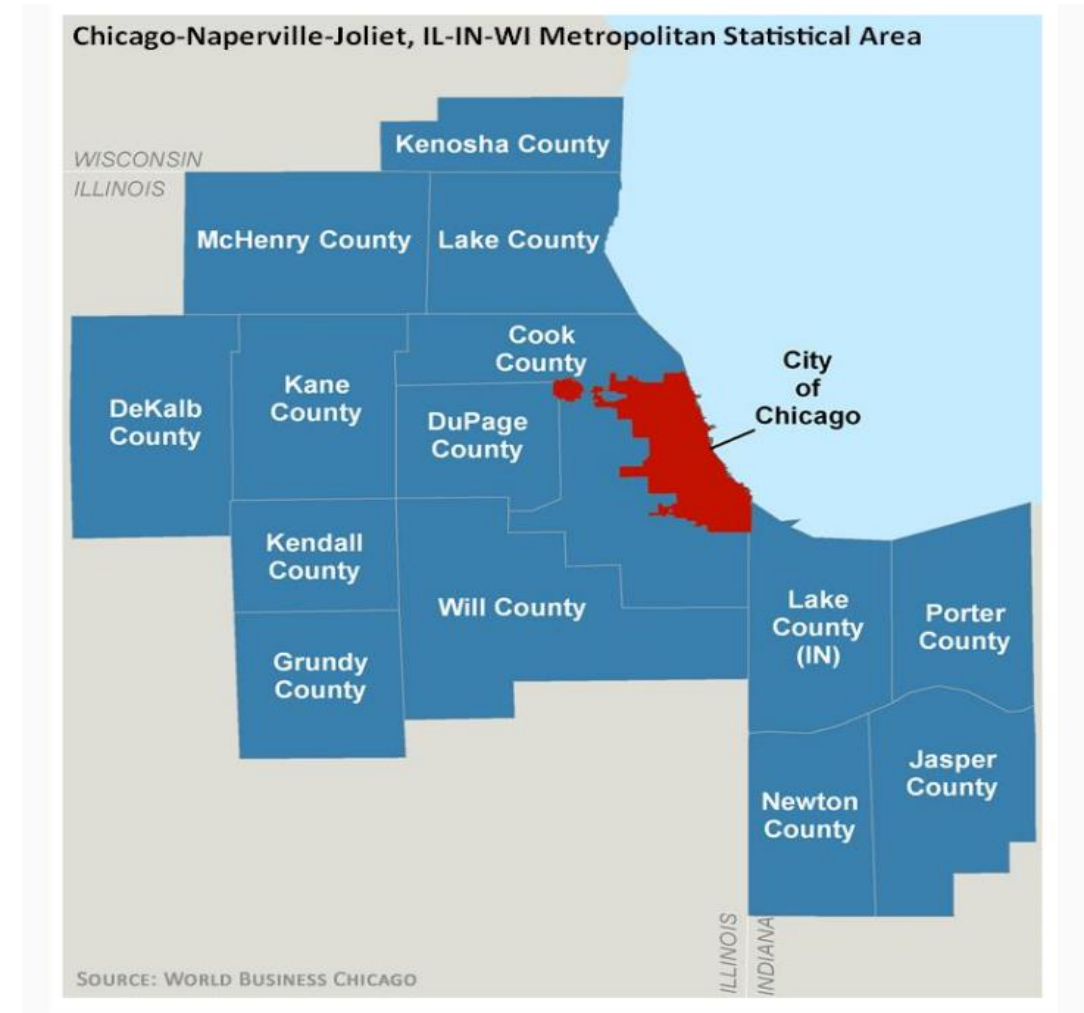 Chicago-Naperville-Joliet, IL-IN-WI Metropolitan Statistical Area
Kenosha County
WISCONSIN
ILLINOIS
McHenry County
Lake County
Cook
County
City
of
Chicago
Kane
County
DeKalb
County
DuPage
County
Kendall
County
Will County
Lake
County
(IN)
Porter
County
Grundy
County
Jasper
County
Newton
County
ILLINOIS
INDIANA
SOURCE: WORLD BUSINESS CHICAGO